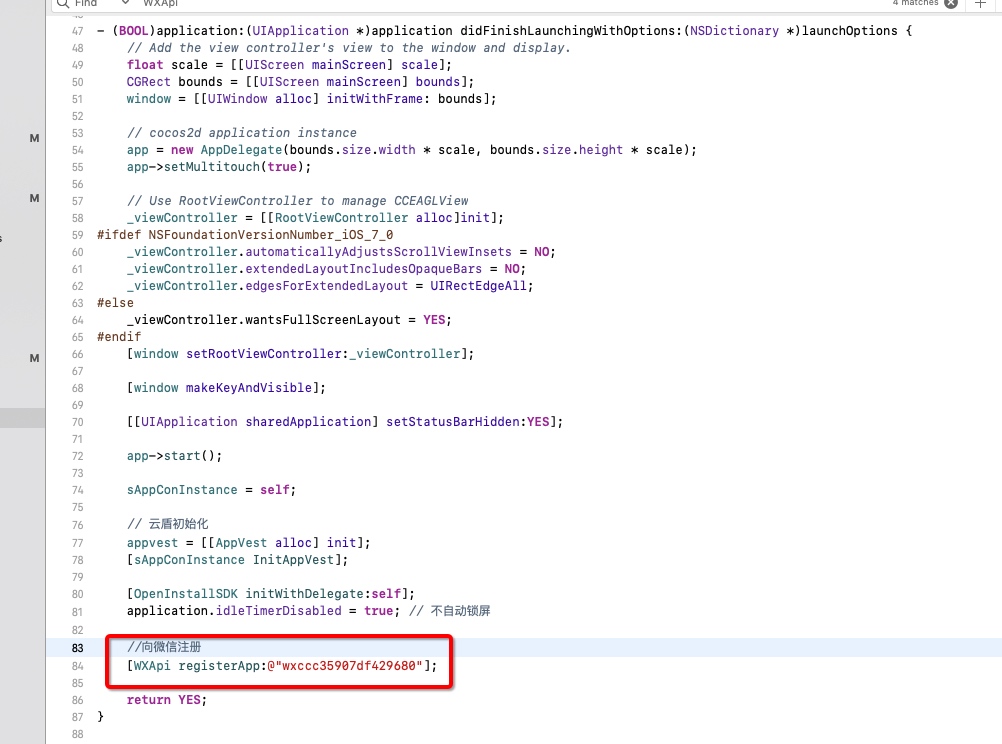 Find
WXApi
4 matches
47 - (BOOL)application:(UIApplication *)application didFinishLaunchingWithOptions:(NSDictionary *)launchOptions {
48 // Add the view controller's view to the window and display.
49 float scale = [[UIScreen mainScreen] scale];
50 CGRect bounds = [[UIScreen mainScreen] bounds];
51 window = [[UIWindow alloc] initWithFrame: bounds];
52
53 // cocos2d application instance
54 app = new AppDelegate(bounds.size.width * scale, bounds.size.height * scale);
55 app->setMultitouch(true);
56
57 // Use RootViewController to manage CCEAGLView
58 _viewController = [[RootViewController alloc]init];
59 #ifdef NSFoundationVersionNumber_iOS_7_0
60 _viewController.automaticallyAdjustsScrollViewInsets = NO;
61 _viewController.extendedLayoutIncludesOpaqueBars = NO;
62 _viewController.edgesForExtendedLayout = UIRectEdgeAll;
63 #else
64 _viewController.wantsFullScreenLayout = YES;
65 #endif
66 [window setRootViewController:_viewController];
67
68 [window makeKeyAndVisible];
69
70 [[UIApplication sharedApplication] setStatusBarHidden:YES];
71
72 app->start();
73
74 sAppConInstance = self;
75
76 // 云盾初始化
77 appvest = [[AppVest alloc] init];
78 [sAppConInstance InitAppVest];
79
80 [OpenInstallSDK initWithDelegate:self];
81 application.idleTimerDisabled = true; // 不自动锁屏
82
83 //向微信注册
84 [WXApi registerApp:@"wxccc35907df429680"];
85
86 return YES;
87 }
88
M
M
s
M